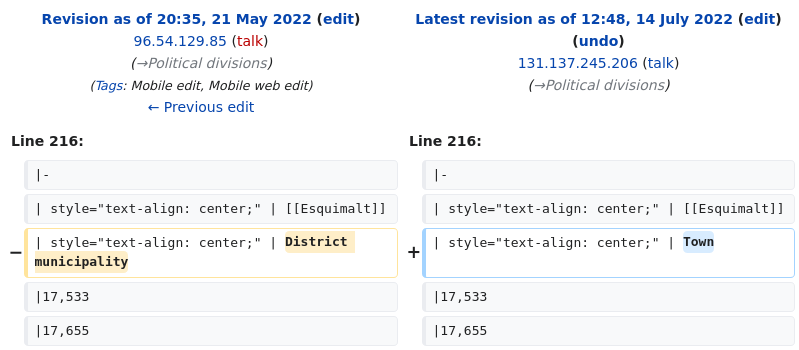 Revision as of 20:35, 21 May 2022 (edit)
96.54.129.85 (talk)
(→Political divisions)
(Tags: Mobile edit, Mobile web edit)
← Previous edit
Latest revision as of 12:48, 14 July 2022 (edit)
(undo)
131.137.245.206 (talk)
(→Political divisions)
Line 216:
Line 216:
|-
|-
| style="text-align: center;" | [[Esquimalt]]
| style="text-align: center;" | [[Esquimalt]]
− | style="text-align: center;" | District
municipality
+ | style="text-align: center;" | Town
|17,533
|17,533
|17,655
|17,655